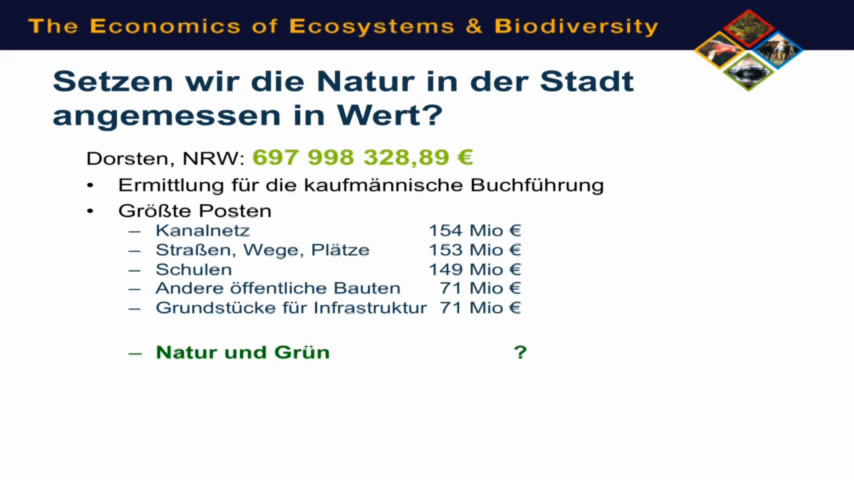 The Economics of Ecosystems & Biodiversity
Setzen wir die Natur in der Stadt
angemessen in Wert?
Dorsten, NRW: 697 998 328,89 €
• Ermittlung für die kaufmännische Buchführung
• Größte Posten
– Kanalnetz 154 Mio €
– Straßen, Wege, Plätze 153 Mio €
– Schulen 149 Mio €
– Andere öffentliche Bauten 71 Mio €
– Grundstücke für Infrastruktur 71 Mio €
– Natur und Grün ?